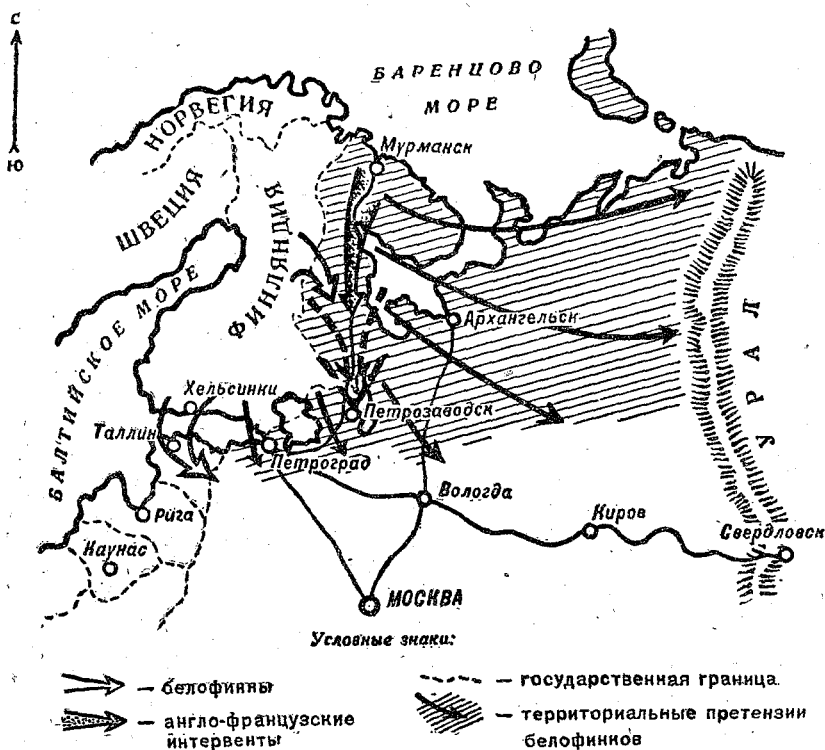 С
Ю
БАРЕНЦОВО
МОРЕ
НОРВЕГИЯ
Мурманск
ШВЕЦИЯ
ФИНЛЯНДИЯ
БАЛТИЙСКОЕ МОРЕ
Архангельск
УРАЛ
Хельсинки
Петрозаводск
Таллин
Петроград
Вологда
Рига
Киров
Свердловск
Каунас
МОСКВА
Условные знаки:
— белофинны
— государственная граница
— англо-французские
интервенты
— территориальные претензии
белофиннов